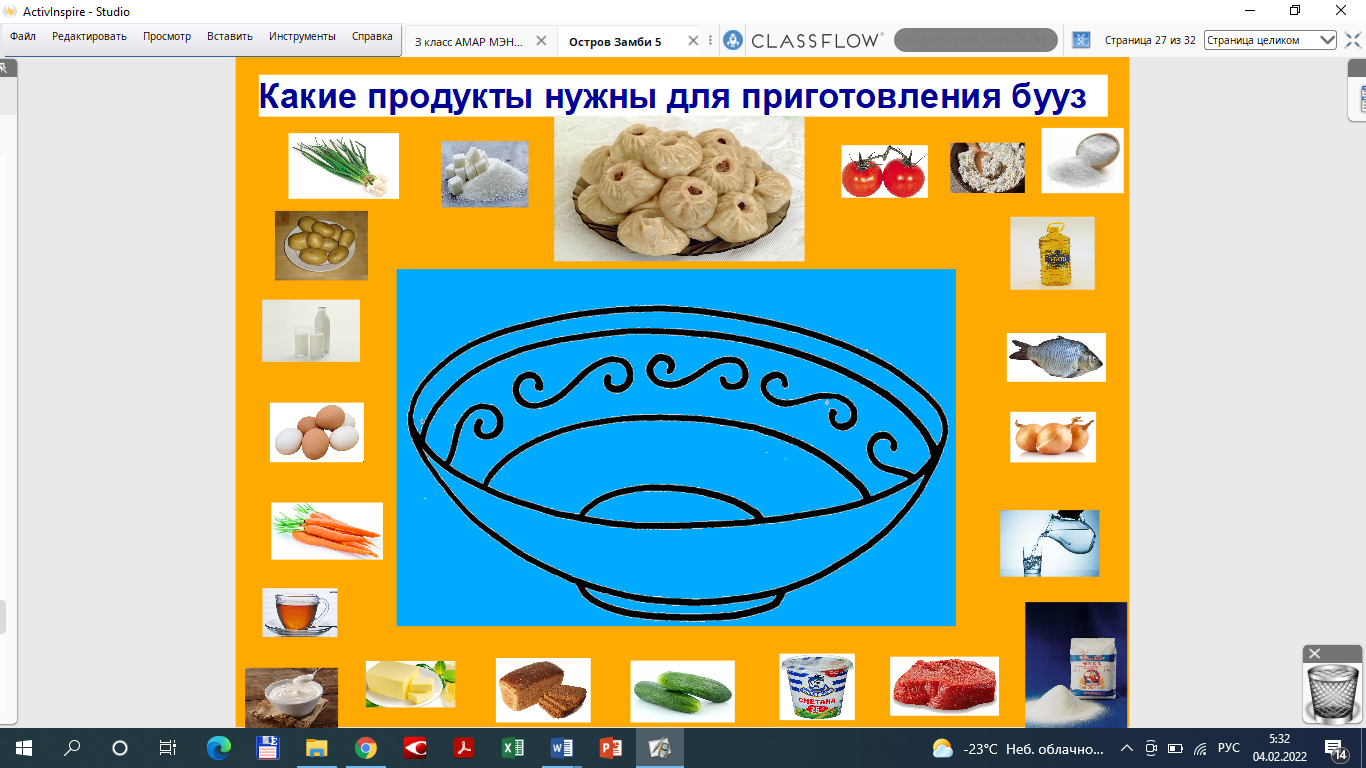 ActivInspire - Studio
Файл Редактировать Просмотр Вставить Инструменты Справка
3 класс АМАР МЭН...
Остров Замби 5
CLASSFLOW
Страница 27 из 32
Страница целиком
Какие продукты нужны для приготовления бууз
СМЕТАНА
МУКА
-23°C Неб. облачно...
РУС
5:32
04.02.2022
14